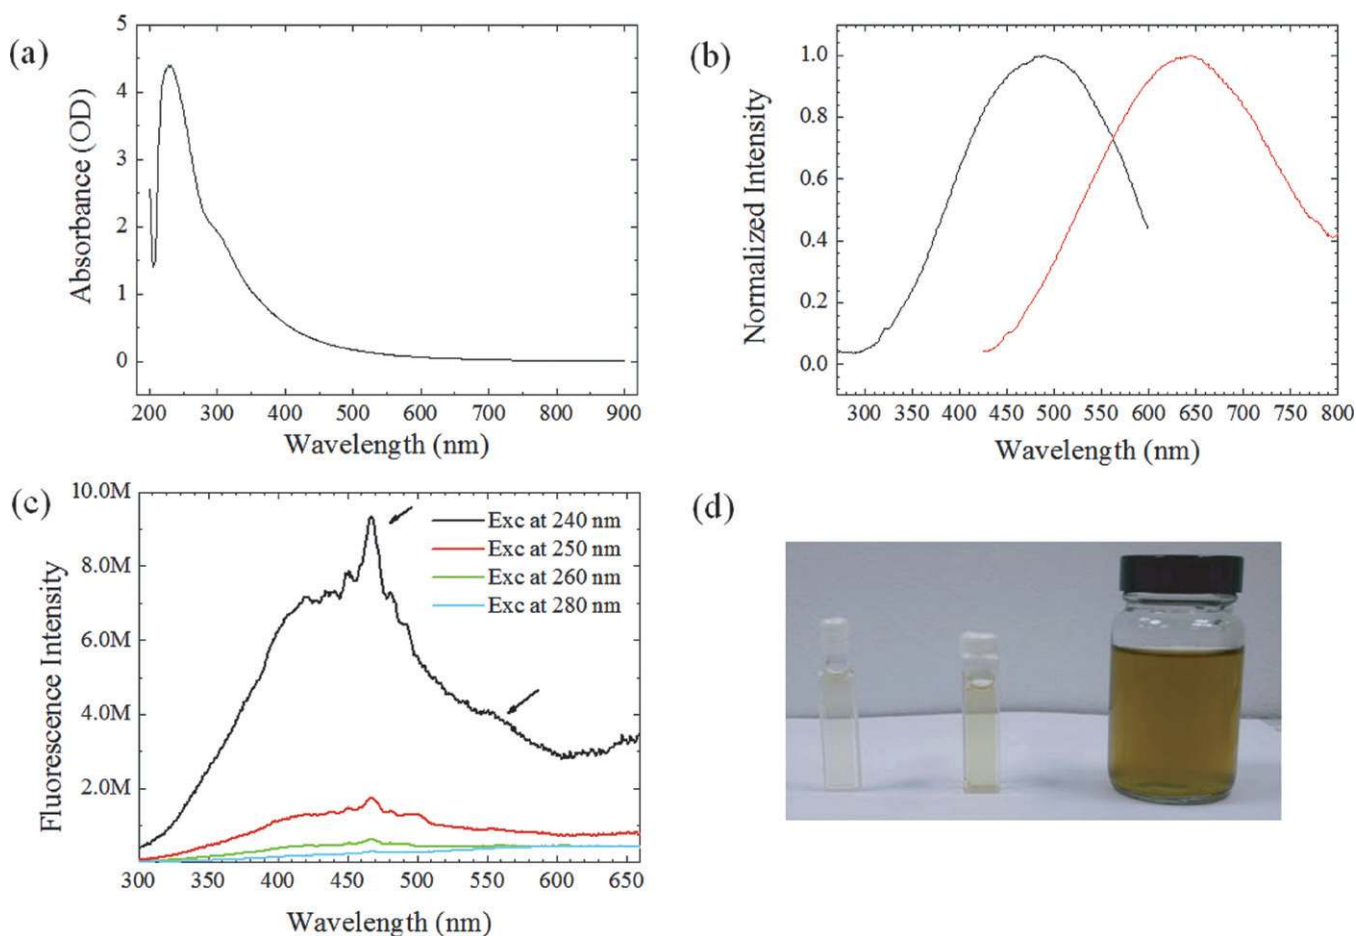 (a)
Absorbance (OD)
5
4
3
2
1
0
200 300 400 500 600 700 800 900
Wavelength (nm)
(b)
Normalized Intensity
1.0
0.8
0.6
0.4
0.2
0.0
300 350 400 450 500 550 600 650 700 750 800
Wavelength (nm)
(c)
Fluorescence Intensity
10.0M
8.0M
6.0M
4.0M
2.0M
Exc at 240 nm
Exc at 250 nm
Exc at 260 nm
Exc at 280 nm
300 350 400 450 500 550 600 650
Wavelength (nm)
(d)